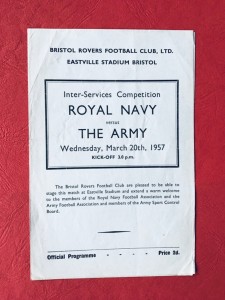 BRISTOL ROVERS FOOTBALL CLUB, LTD.
EASTVILLE STADIUM BRISTOL
Inter-Services Competition
ROYAL NAVY
versus
THE ARMY
Wednesday, March 20th, 1957
KICK-OFF 3.0 p.m.
The Bristol Rovers Football Club are pleased to be able to
stage this match at Eastville Stadium and extend a warm welcome
to the members of the Royal Navy Football Association and the
Army Football Association and members of the Army Sport Control
Board.
Official Programme - - - - Price 2d.